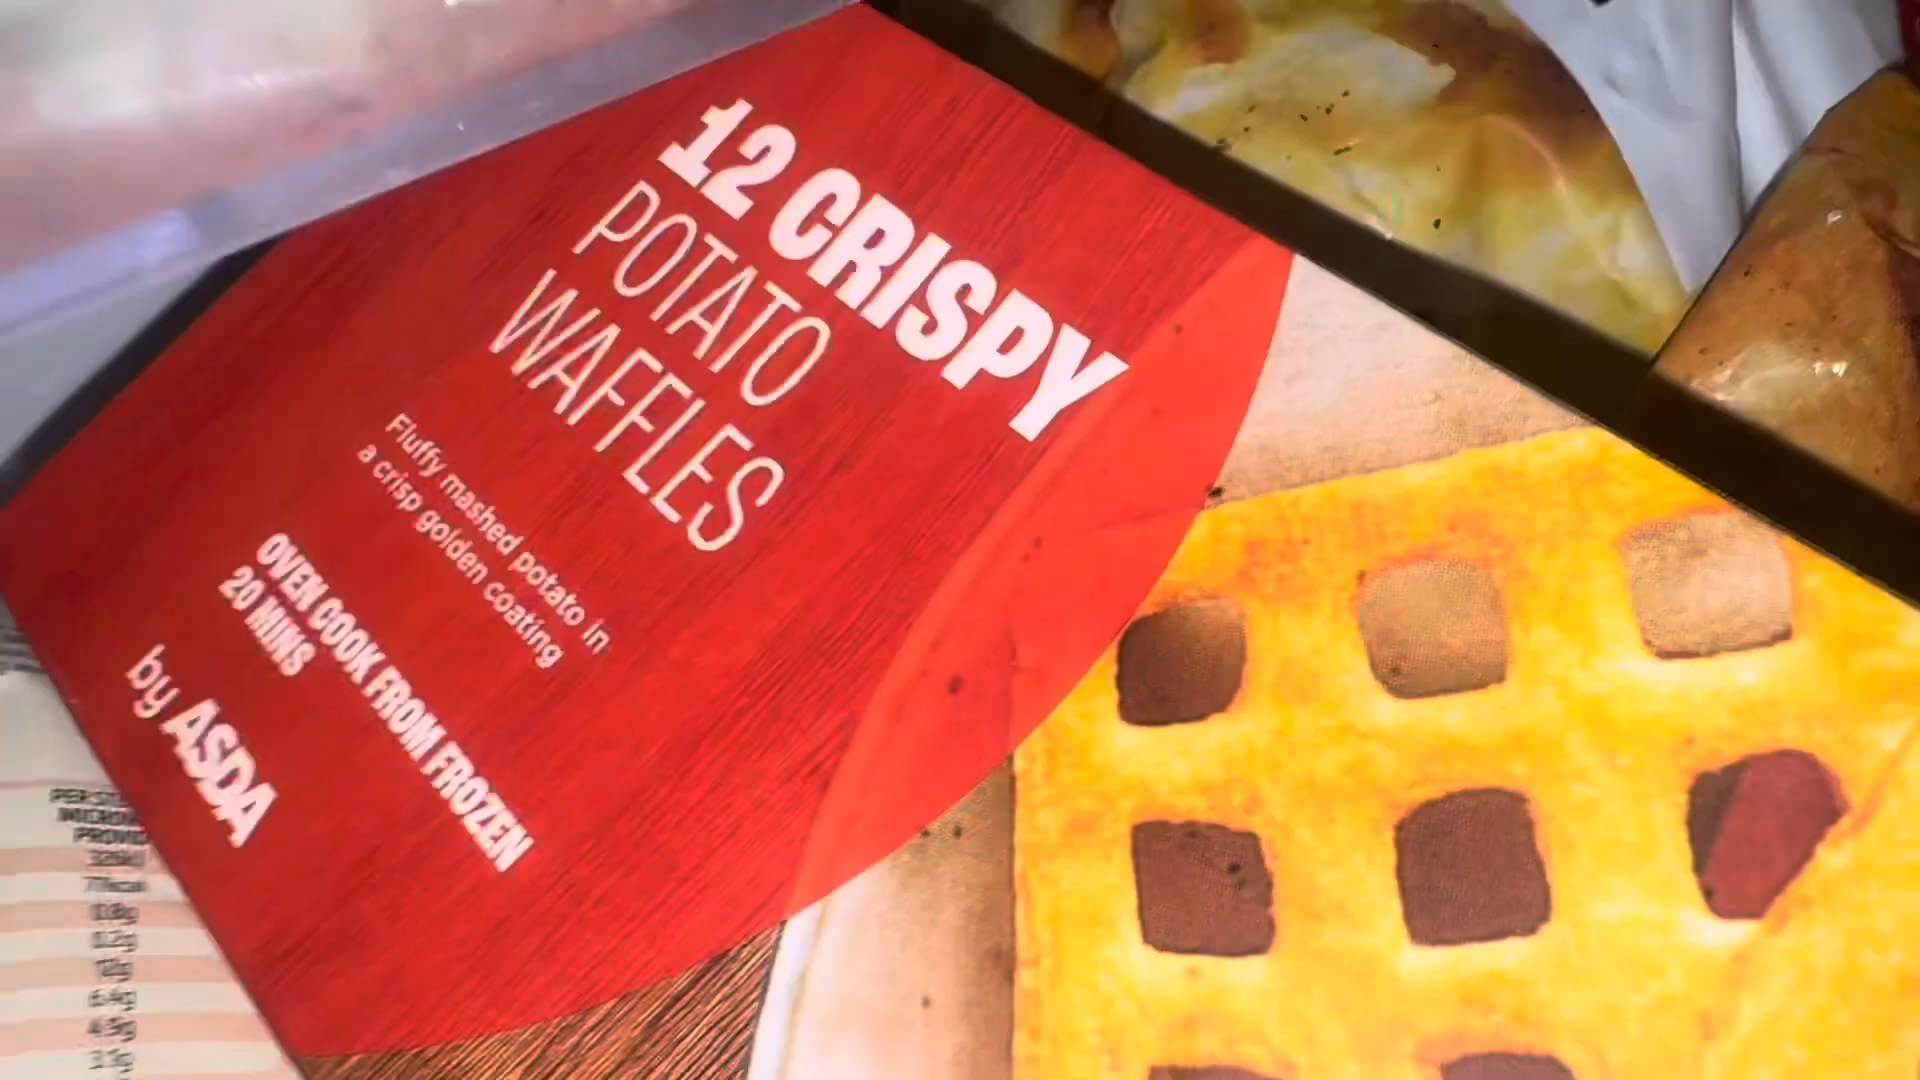 12 CRISPY
POTATO
WAFFLES
Fluffy mashed potato in
a crisp golden coating
OVEN COOK FROM FROZEN
20 MINS
by ASDA